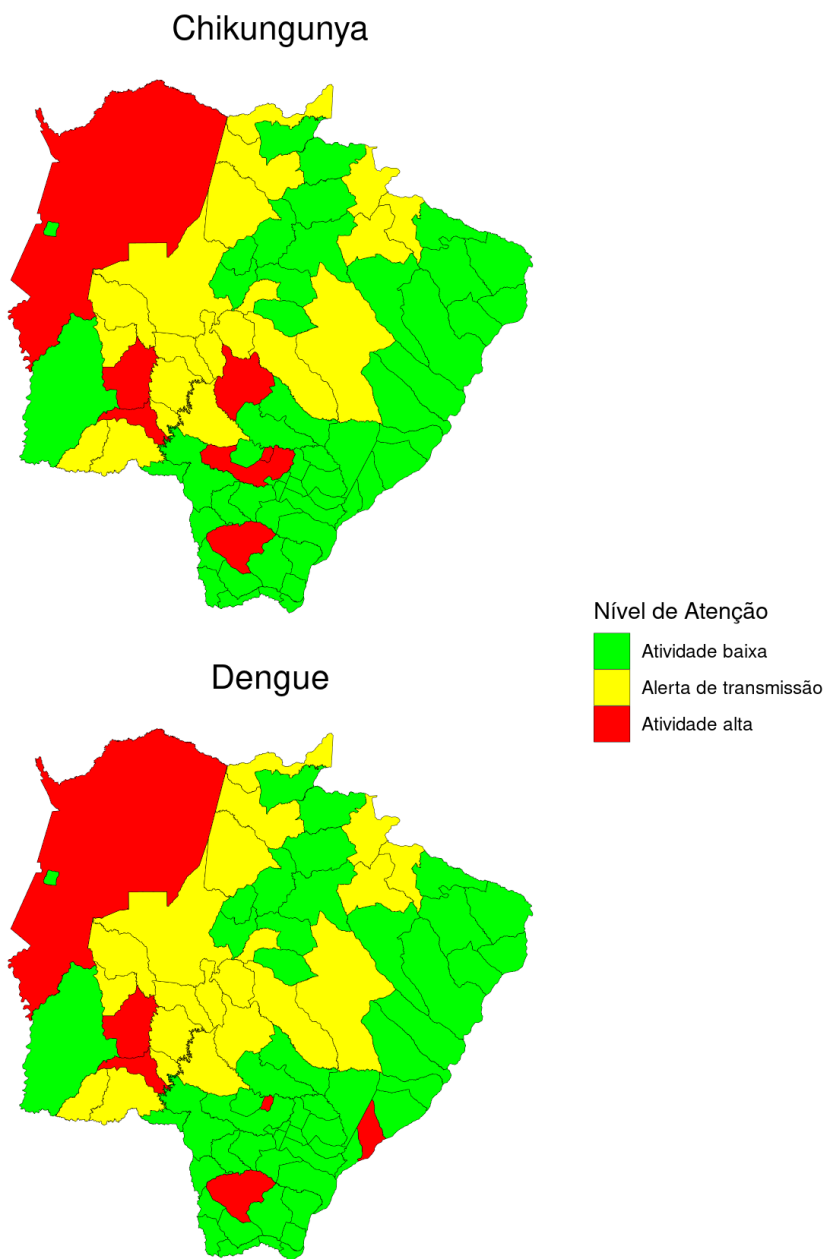 Chikungunya
Nível de Atenção
Atividade baixa
Alerta de transmissão
Atividade alta
Dengue